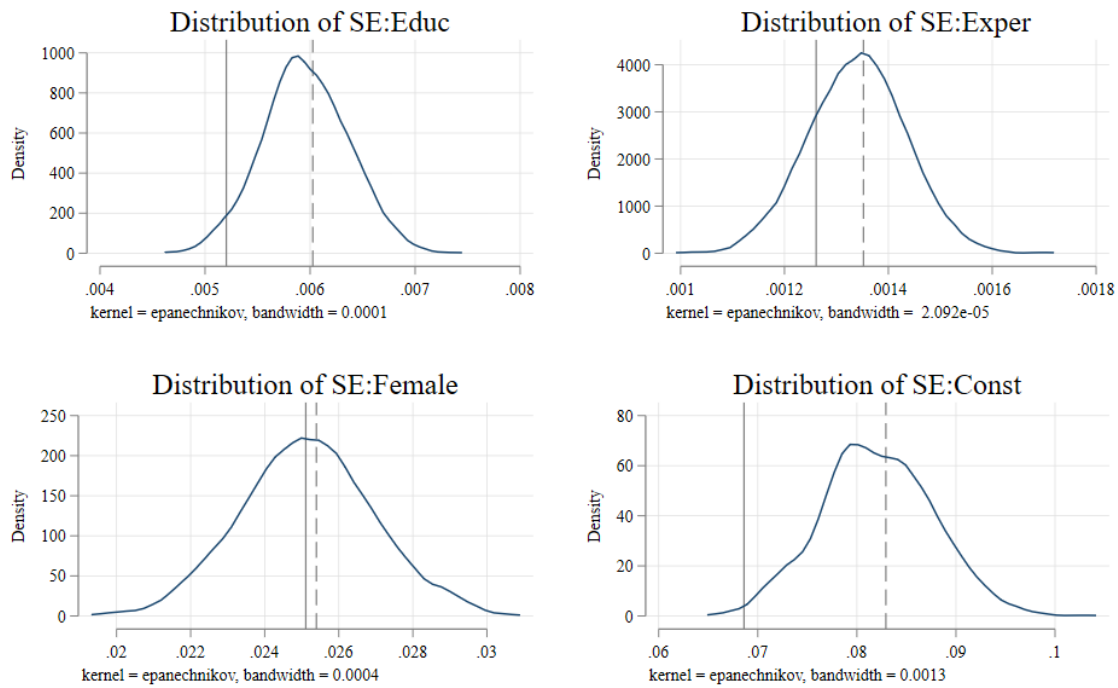 Distribution of SE:Educ
Density
1000
800
600
400
200
0
.004 .005 .006 .007 .008
kernel = epanechnikov, bandwidth = 0.0001
Distribution of SE:Exper
Density
4000
3000
2000
1000
0
.001 .0012 .0014 .0016 .0018
kernel = epanechnikov, bandwidth = 2.092e-05
Distribution of SE:Female
Density
250
200
150
100
50
0
.02 .022 .024 .026 .028 .03
kernel = epanechnikov, bandwidth = 0.0004
Distribution of SE:Const
Density
80
60
40
20
0
.06 .07 .08 .09 .1
kernel = epanechnikov, bandwidth = 0.0013